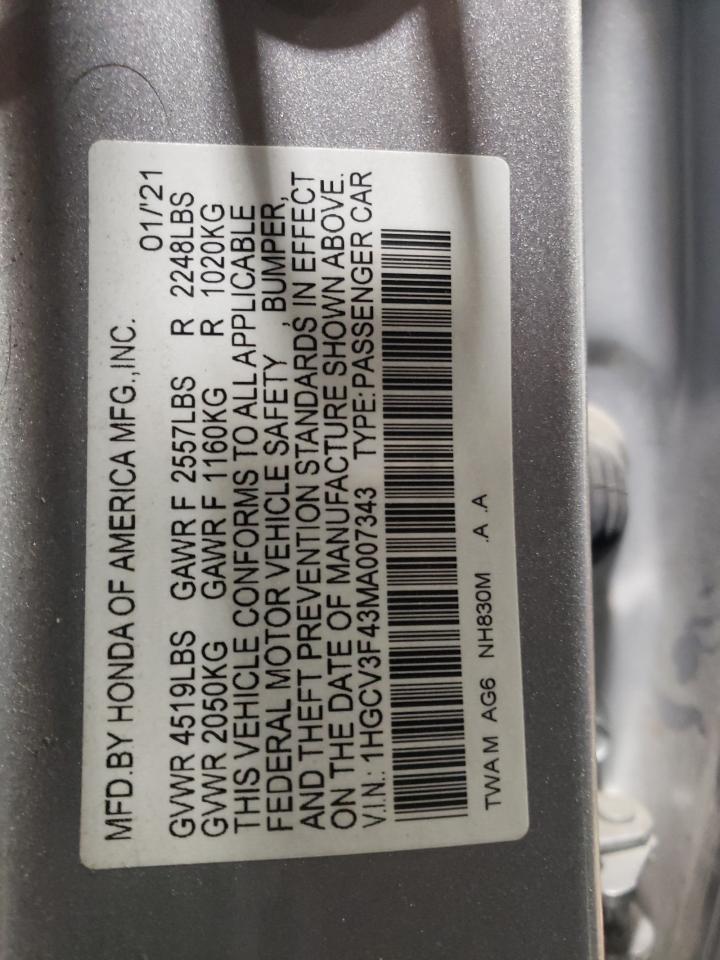 MFD.BY HONDA OF AMERICA MFG.,INC. 01/'21
GVWR 4519LBS GAWR F 2557LBS R 2248LBS
GVWR 2050KG GAWR F 1160KG R 1020KG
THIS VEHICLE CONFORMS TO ALL APPLICABLE
FEDERAL MOTOR VEHICLE SAFETY , BUMPER,
AND THEFT PREVENTION STANDARDS IN EFFECT
ON THE DATE OF MANUFACTURE SHOWN ABOVE.
V.I.N.: 1HGCV3F43MA007343 TYPE:PASSENGER CAR
TWAM AG6 NH830M .A .A